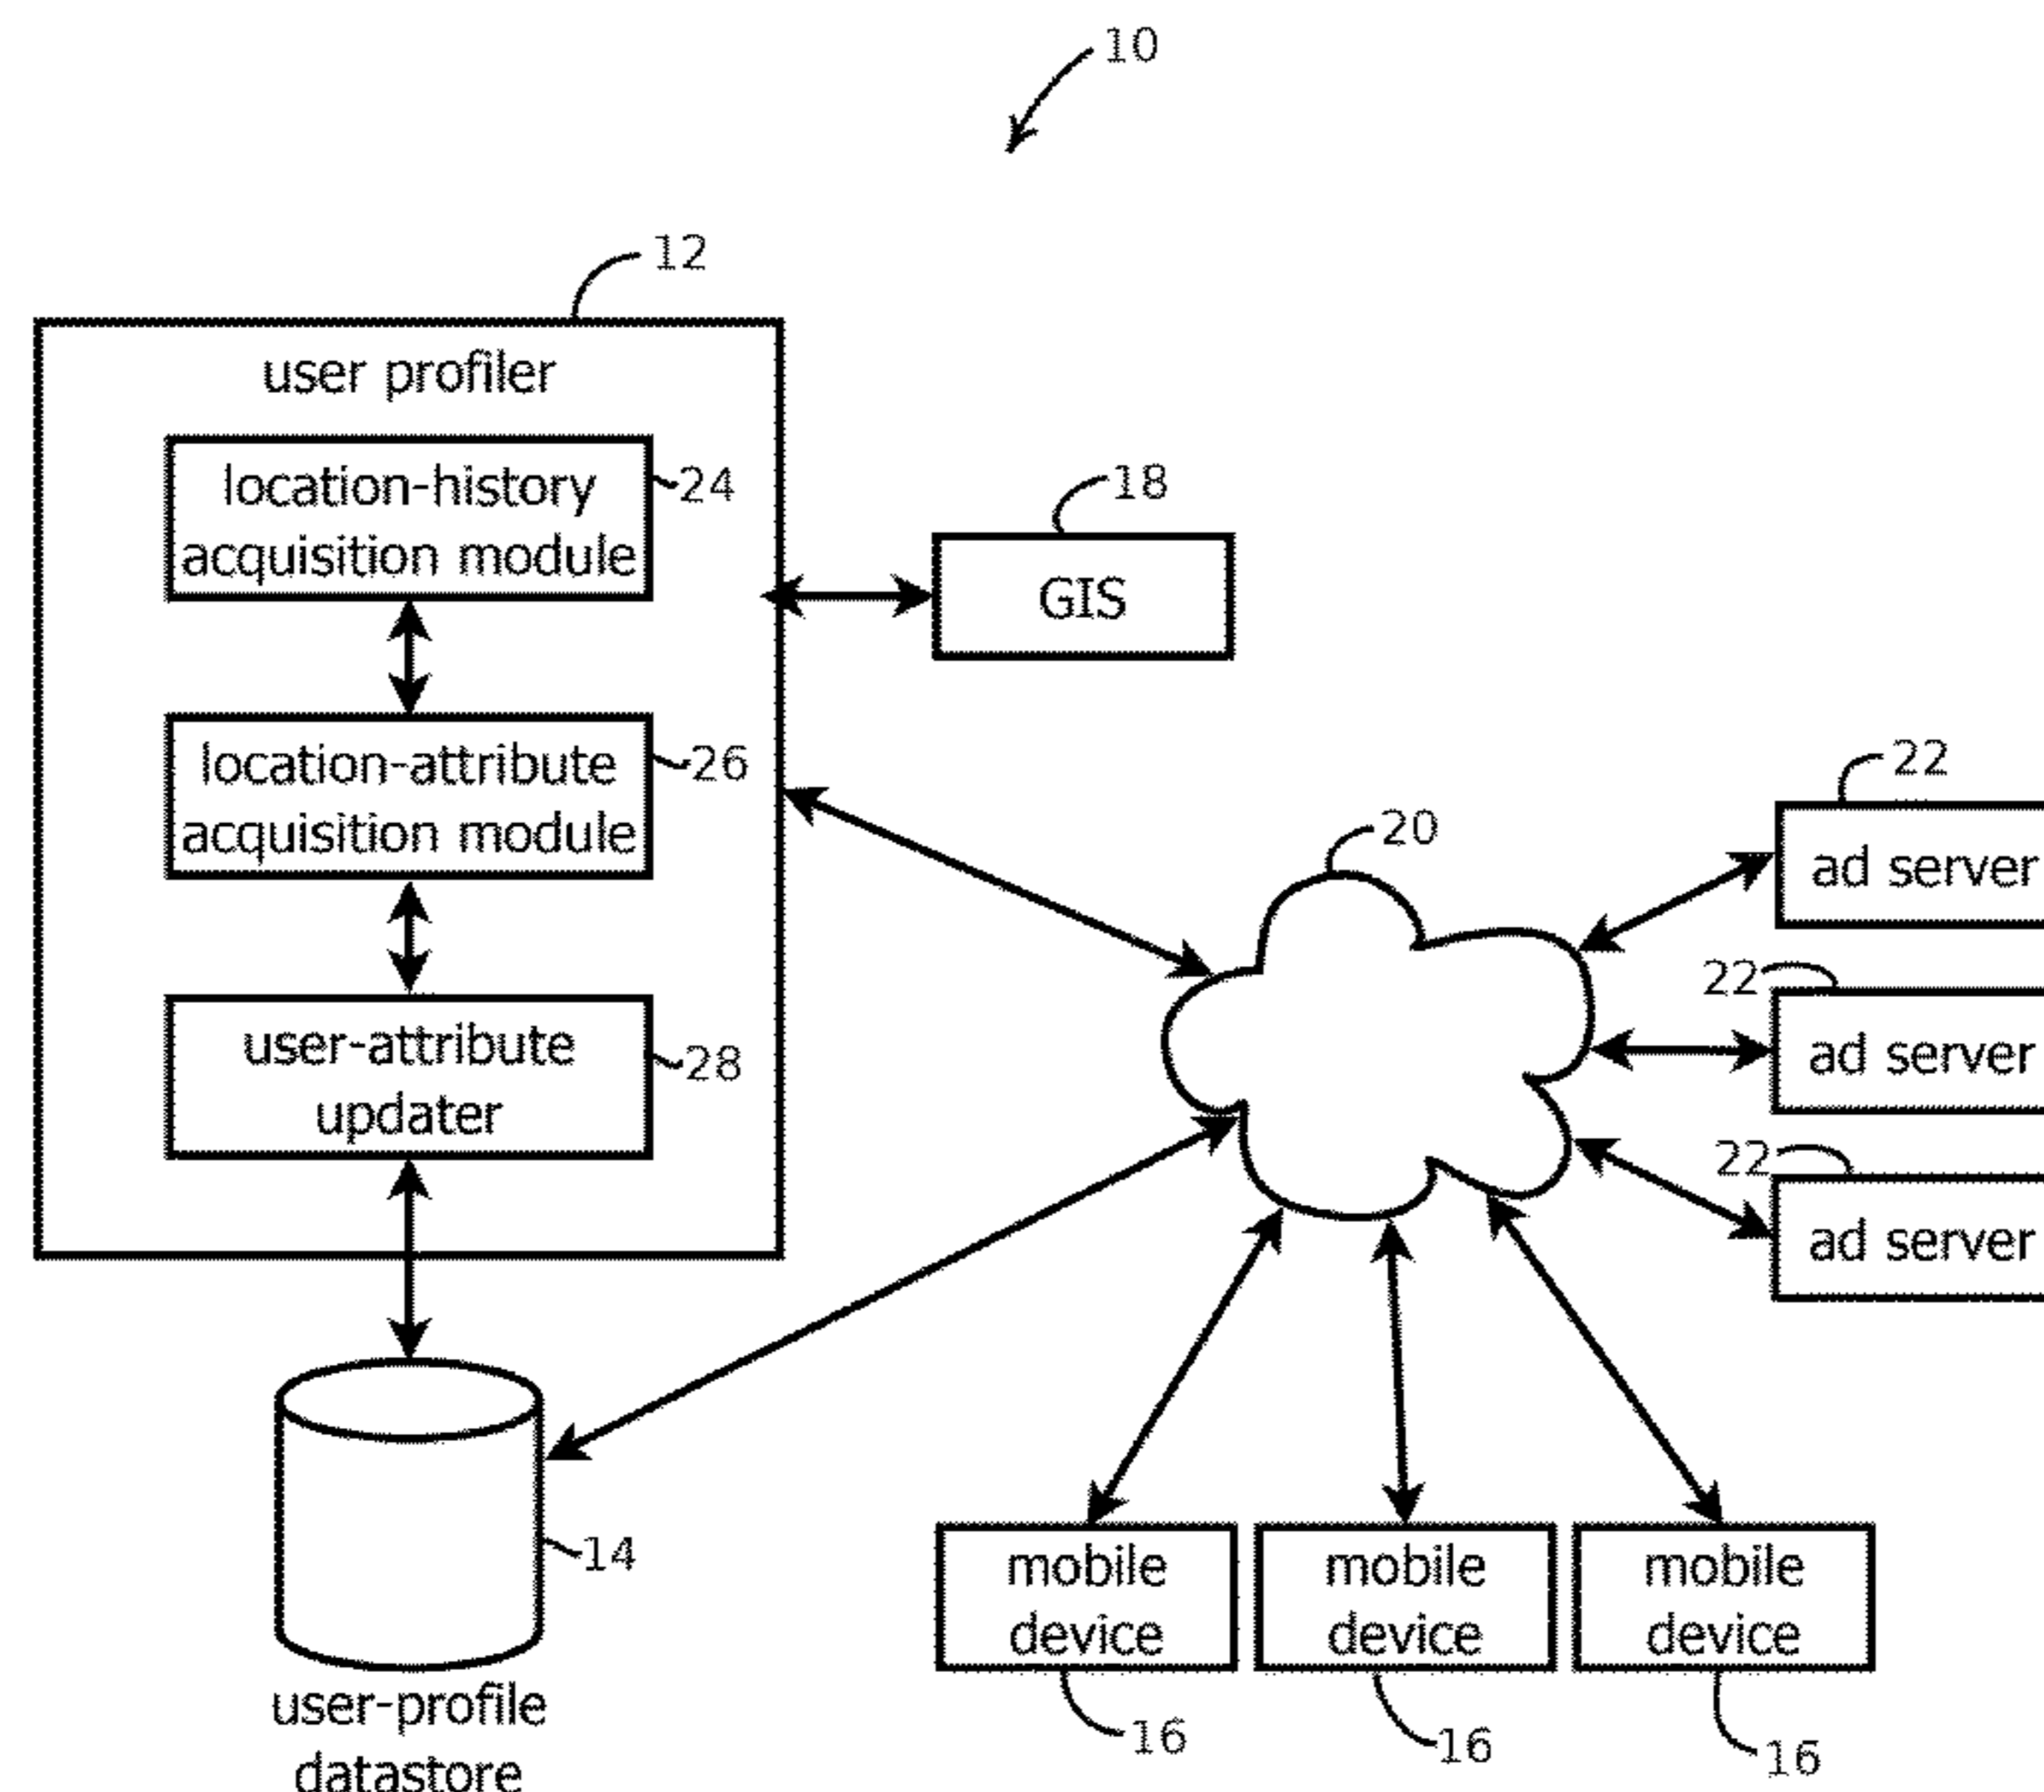 10
12
user profiler
location-history
acquisition module
24
18
GIS
location-attribute
acquisition module
26
22
ad server
20
22
ad server
user-attribute
updater
28
22
ad server
14
user-profile
datastore
mobile
device
mobile
device
mobile
device
16
16
16